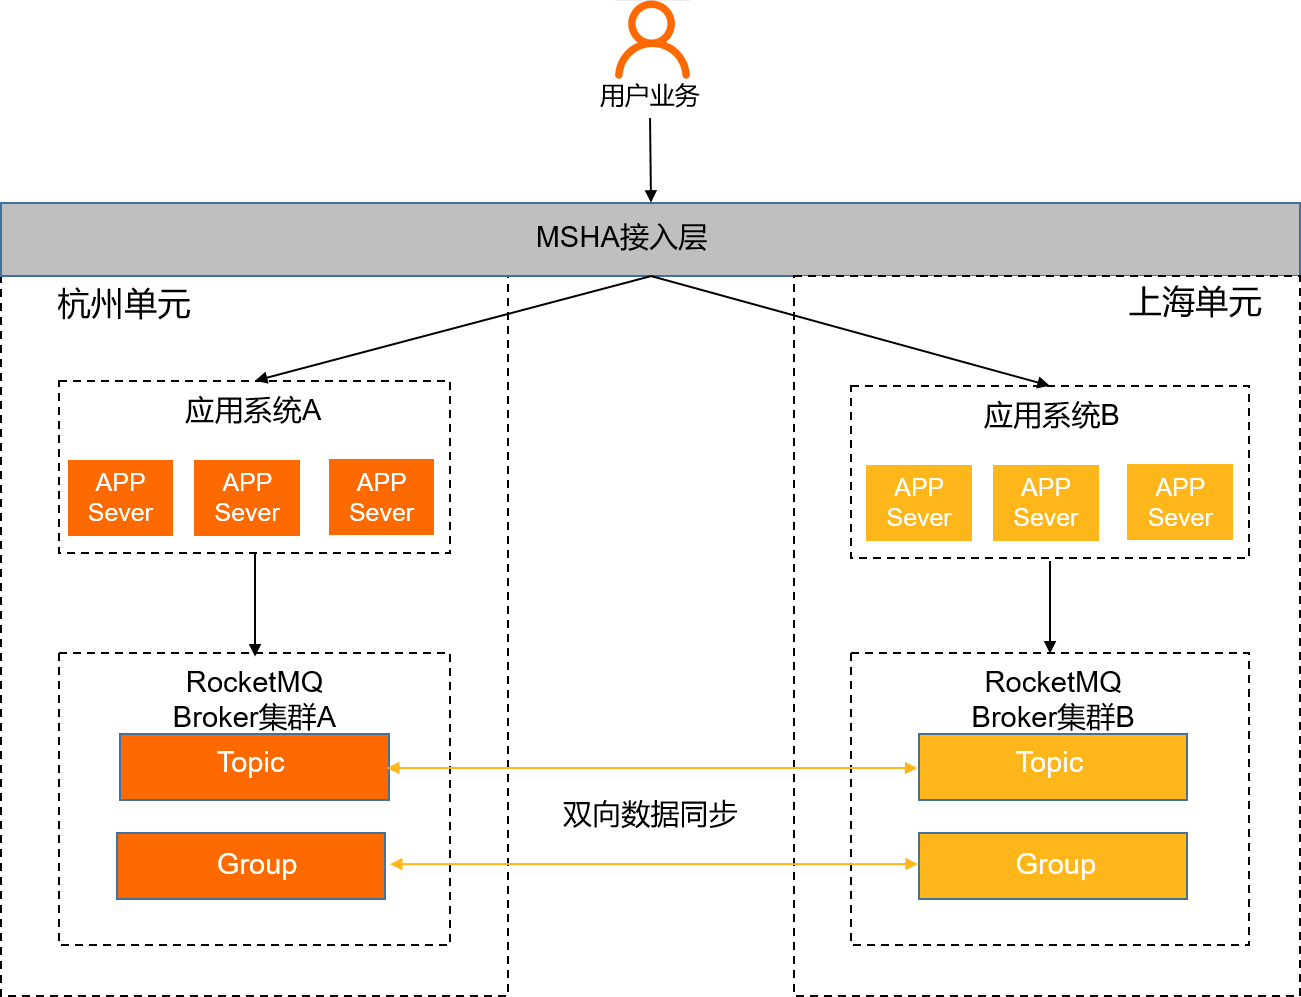 用户业务
MSHA接入层
杭州单元
上海单元
应用系统A
APP
Sever
APP
Sever
APP
Sever
应用系统B
APP
Sever
APP
Sever
APP
Sever
RocketMQ
Broker集群A
Topic
Group
双向数据同步
RocketMQ
Broker集群B
Topic
Group